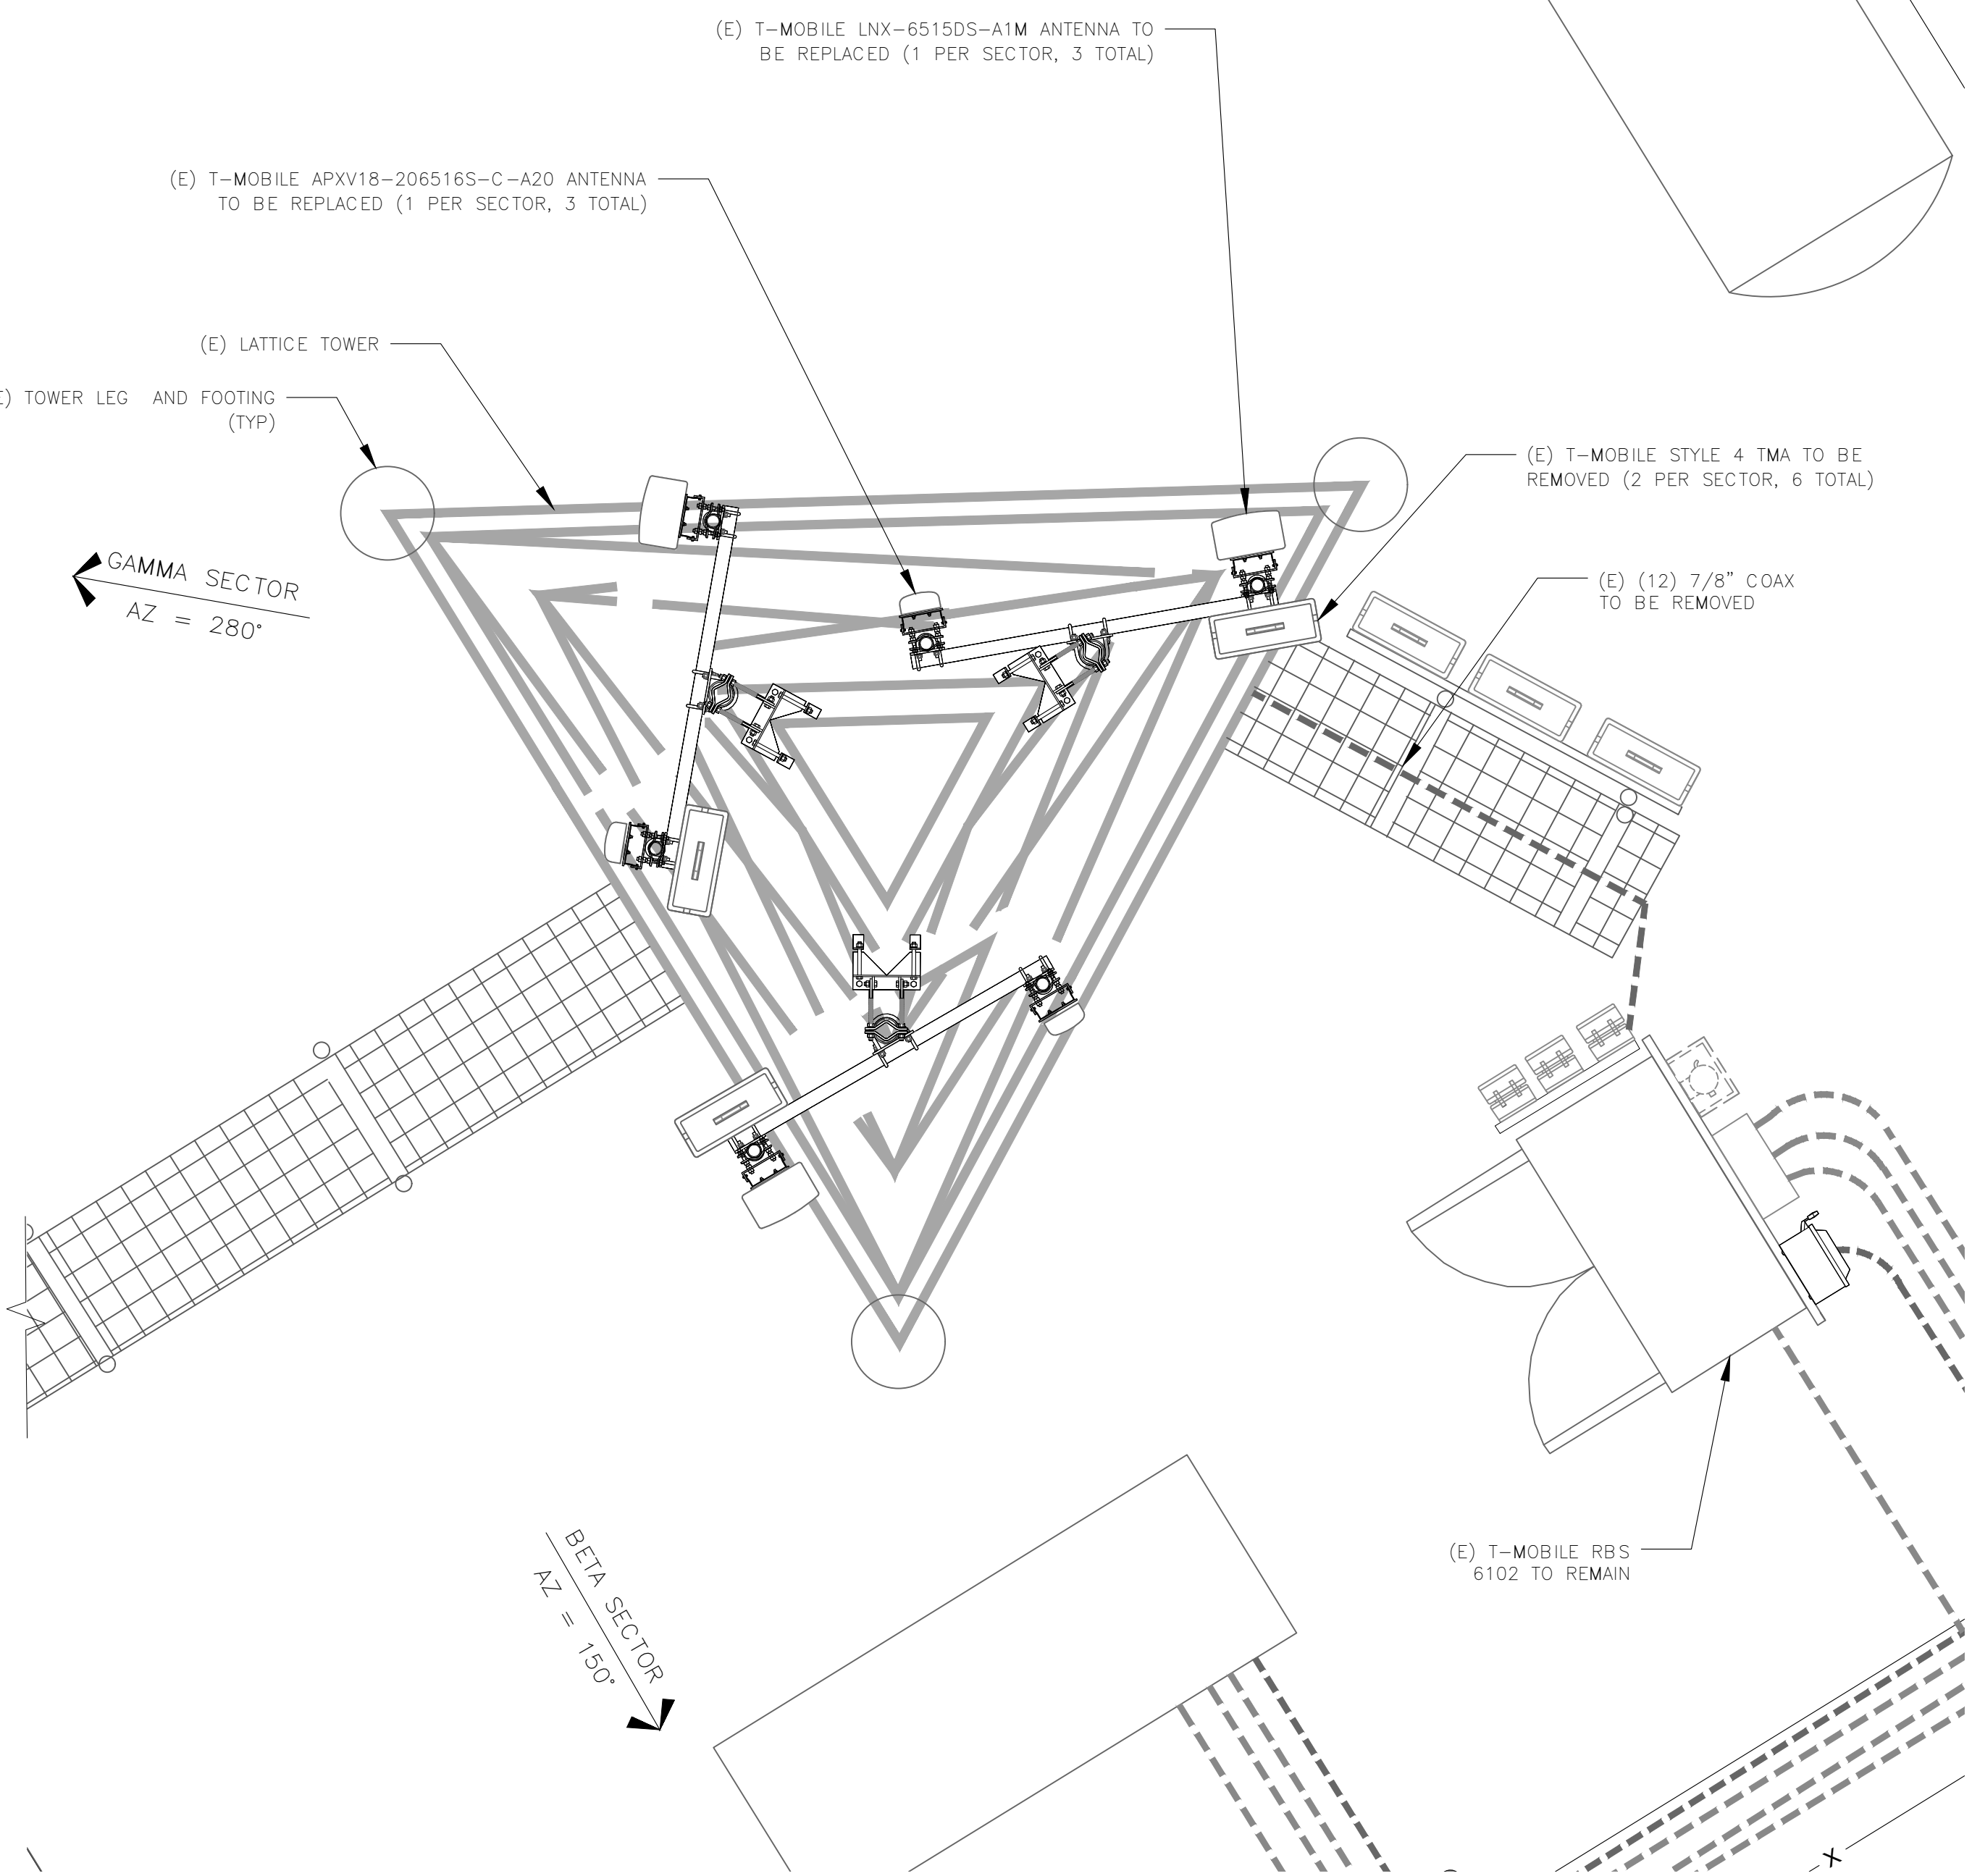 (E) T-MOBILE LNX-6515DS-A1M ANTENNA TO
BE REPLACED (1 PER SECTOR, 3 TOTAL)
(E) T-MOBILE APXV18-206516S-C-A20 ANTENNA
TO BE REPLACED (1 PER SECTOR, 3 TOTAL)
(E) LATTICE TOWER
E) TOWER LEG AND FOOTING
(TYP)
(E) T-MOBILE STYLE 4 TMA TO BE
REMOVED (2 PER SECTOR, 6 TOTAL)
(E) (12) 7/8" COAX
TO BE REMOVED
GAMMA SECTOR
AZ = 280°
(E) T-MOBILE RBS
6102 TO REMAIN
BETA SECTOR
AZ = 150°
X